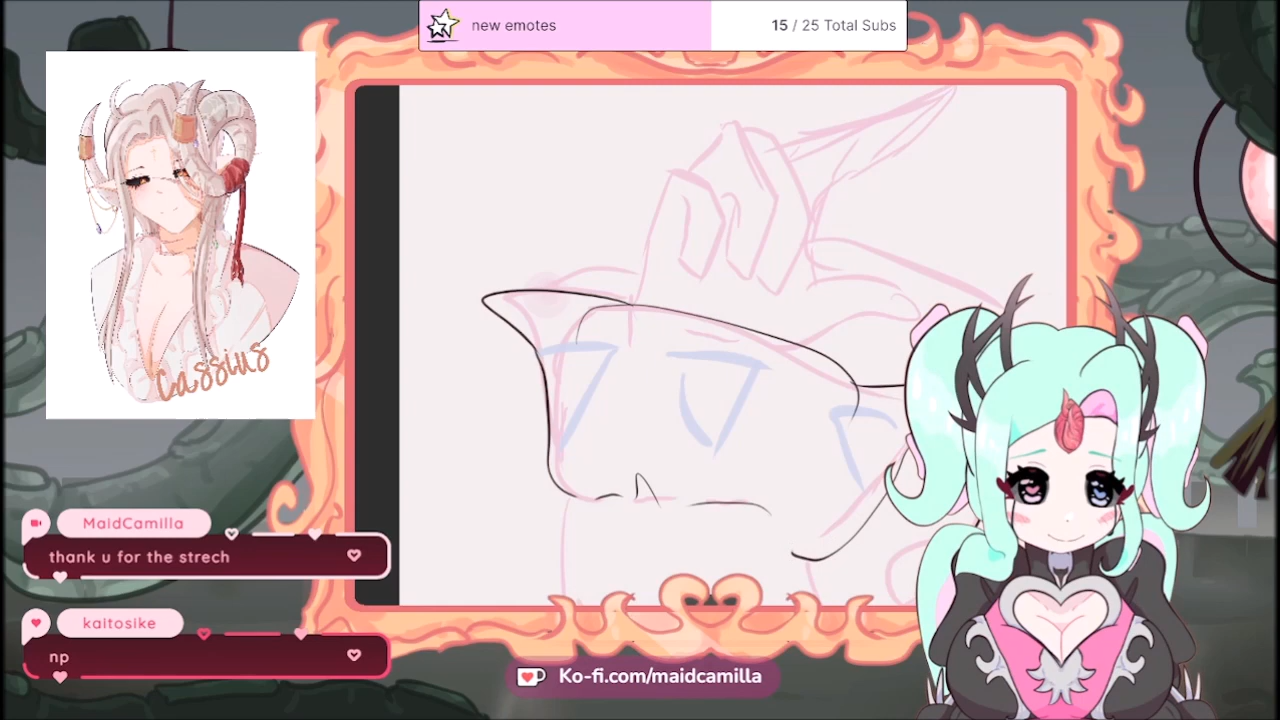 new emotes
15 / 25 Total Subs
Cassius
MaidCamilla
thank u for the strech
kaitosike
np
Ko-fi.com/maidcamilla